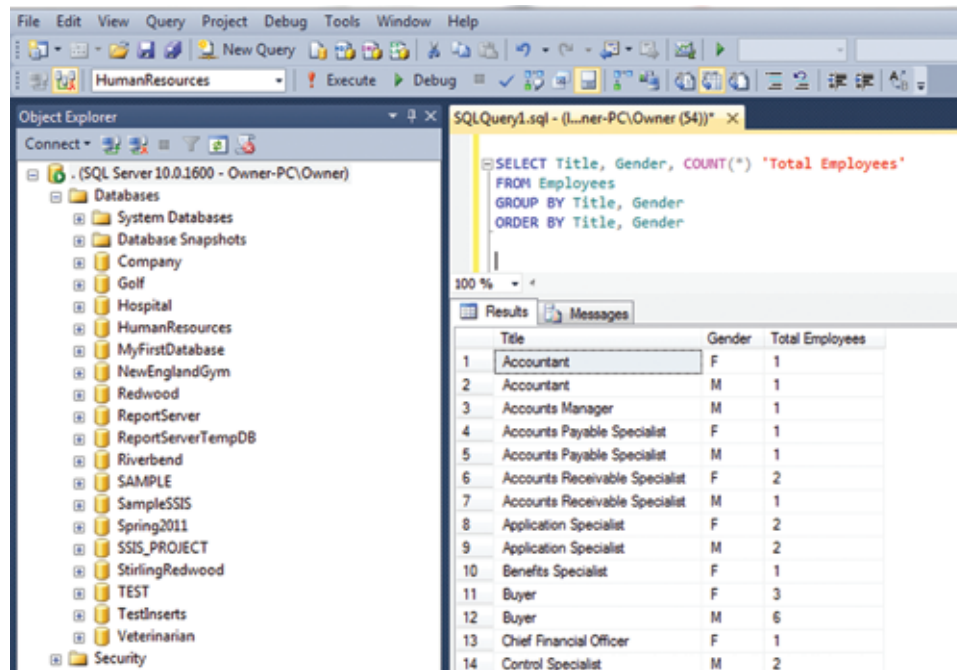 File Edit View Query Project Debug Tools Window Help
New Query
HumanResources Execute Debug
Object Explorer
Connect
. (SQL Server 10.0.1600 - Owner-PC\Owner)
Databases
System Databases
Database Snapshots
Company
Golf
Hospital
HumanResources
MyFirstDatabase
NewEnglandGym
Redwood
ReportServer
ReportServerTempDB
Riverbend
SAMPLE
SampleSSIS
Spring2011
SSIS_PROJECT
StirlingRedwood
TEST
TestInserts
Veterinarian
Security
SQLQuery1.sql - (l...ner-PC\Owner (54))*
SELECT Title, Gender, COUNT(*) 'Total Employees'
FROM Employees
GROUP BY Title, Gender
ORDER BY Title, Gender
100 %
Results Messages
Title Gender Total Employees
1 Accountant F 1
2 Accountant M 1
3 Accounts Manager M 1
4 Accounts Payable Specialist F 1
5 Accounts Payable Specialist M 1
6 Accounts Receivable Specialist F 2
7 Accounts Receivable Specialist M 1
8 Application Specialist F 2
9 Application Specialist M 2
10 Benefits Specialist F 1
11 Buyer F 3
12 Buyer M 6
13 Chief Financial Officer F 1
14 Control Specialist M 2